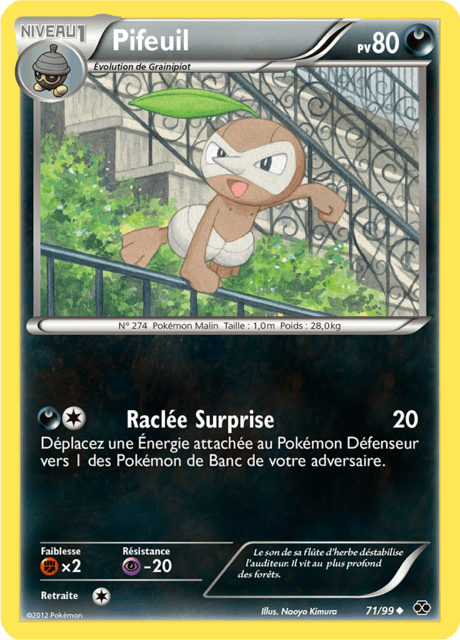 NIVEAU 1
Pifeuil
PV 80
Évolution de Grainipiot
N° 274 Pokémon Malin Taille : 1,0m Poids : 28,0kg
Raclée Surprise 20
Déplacez une Énergie attachée au Pokémon Défenseur
vers 1 des Pokémon de Banc de votre adversaire.
Faiblesse
×2
Résistance
-20
Retraite
Le son de sa flûte d'herbe déstabilise
l'auditeur. Il vit au plus profond
des forêts.
©2012 Pokémon
Illus. Naoyo Kimura
71/99